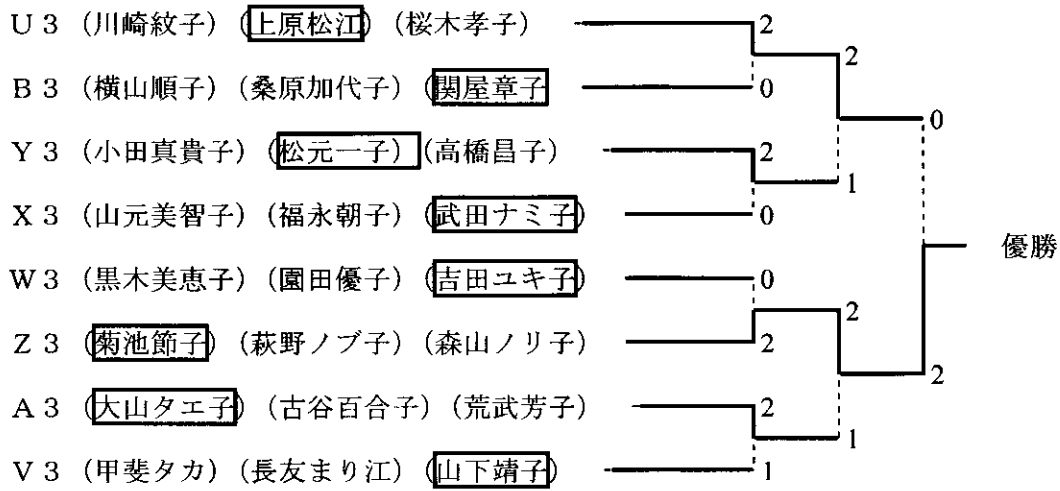 U3 (川崎紋子) (上原松江) (桜木孝子) 2
2
B3 (横山順子) (桑原加代子) (関屋章子 0
0
Y3 (小田真貴子) (松元一子) (高橋昌子) 2
1
X3 (山元美智子) (福永朝子) (武田ナミ子) 0
優勝
W3 (黒木美恵子) (園田優子) (吉田ユキ子) 0
2
Z3 (菊池節子) (萩野ノブ子) (森山ノリ子) 2
2
A3 (大山タエ子) (古谷百合子) (荒武芳子) 2
1
V3 (甲斐タカ) (長友まり江) (山下靖子) 1